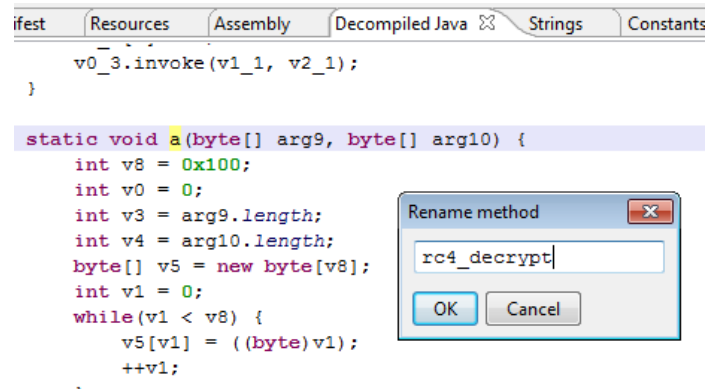 ifest Resources Assembly Decompiled Java Strings Constants
v0_3.invoke(v1_1, v2_1);
}
static void a(byte[] arg9, byte[] arg10) {
int v8 = 0x100;
int v0 = 0;
int v3 = arg9.length;
int v4 = arg10.length;
byte[] v5 = new byte[v8];
int v1 = 0;
while(v1 < v8) {
v5[v1] = ((byte)v1);
++v1;
Rename method
rc4_decrypt
OK Cancel